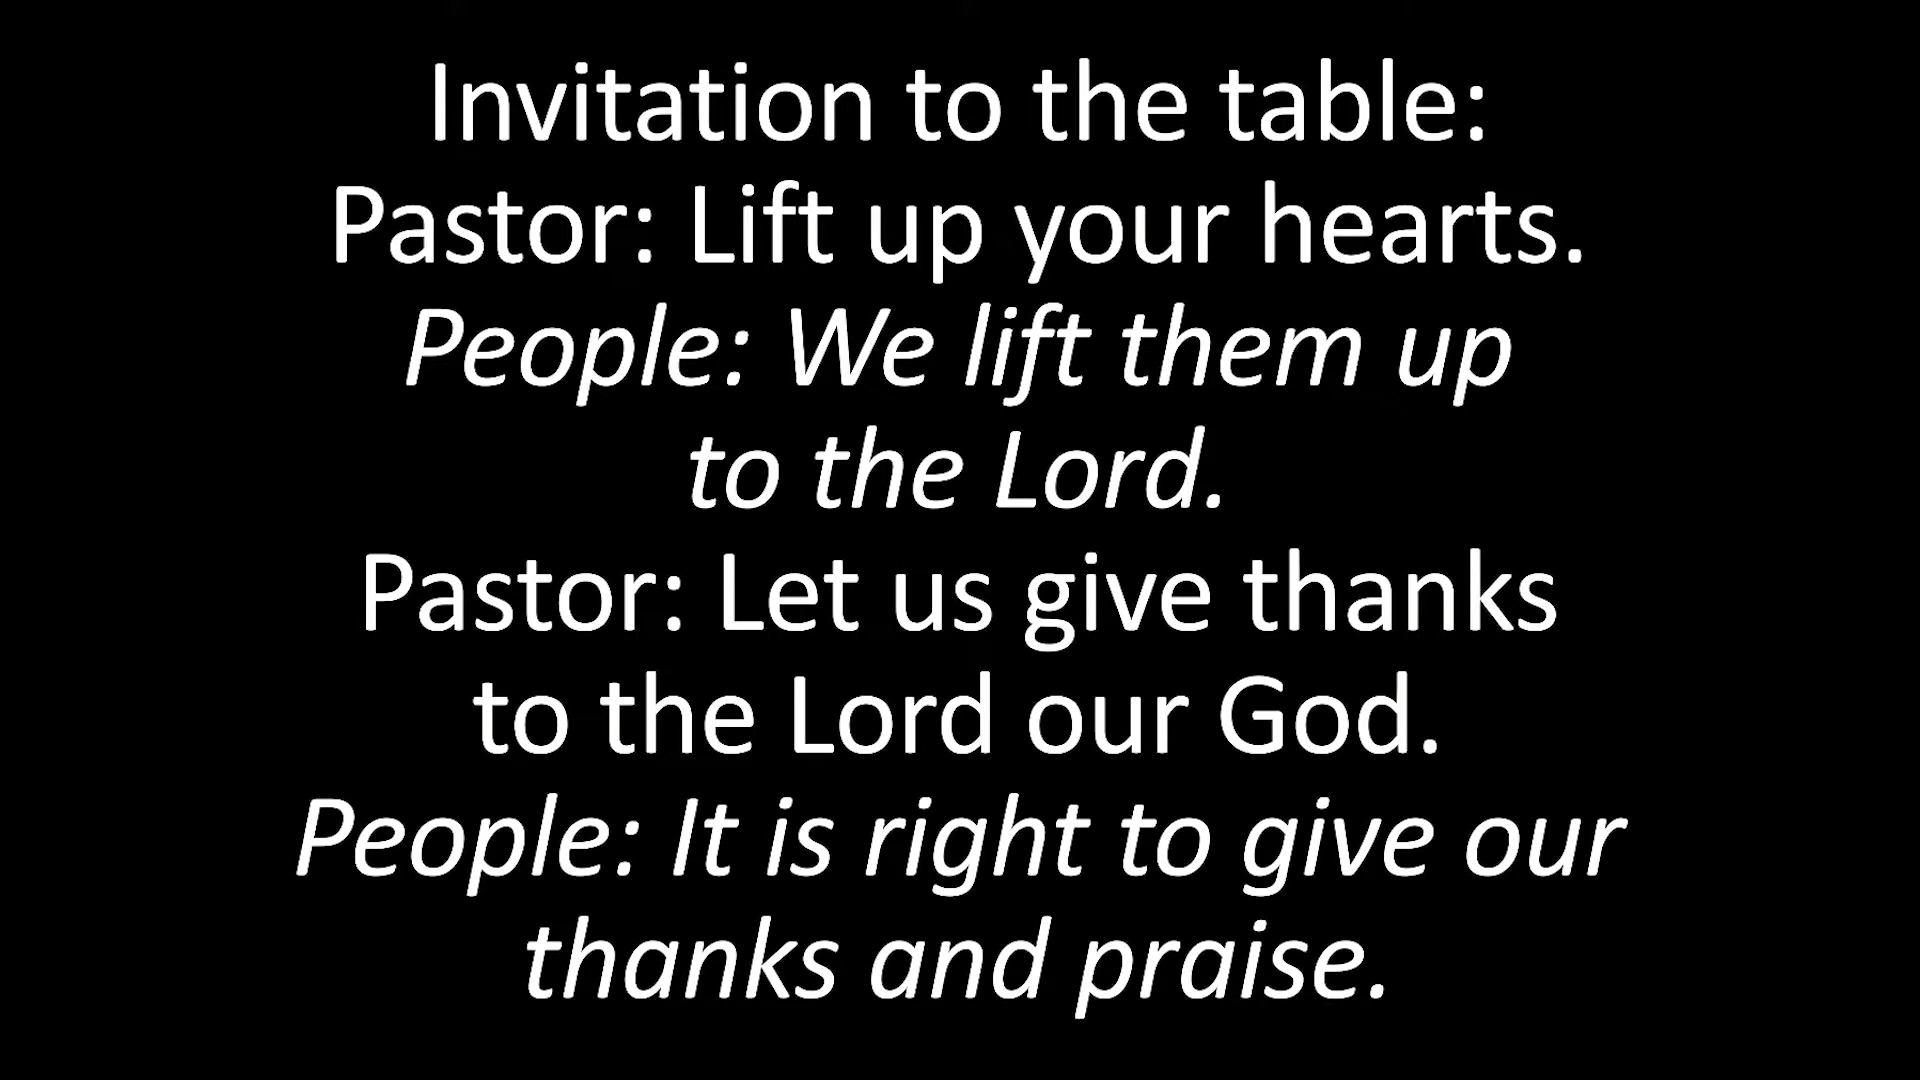 Invitation to the table:
Pastor: Lift up your hearts.
People: We lift them up
to the Lord.
Pastor: Let us give thanks
to the Lord our God.
People: It is right to give our
thanks and praise.